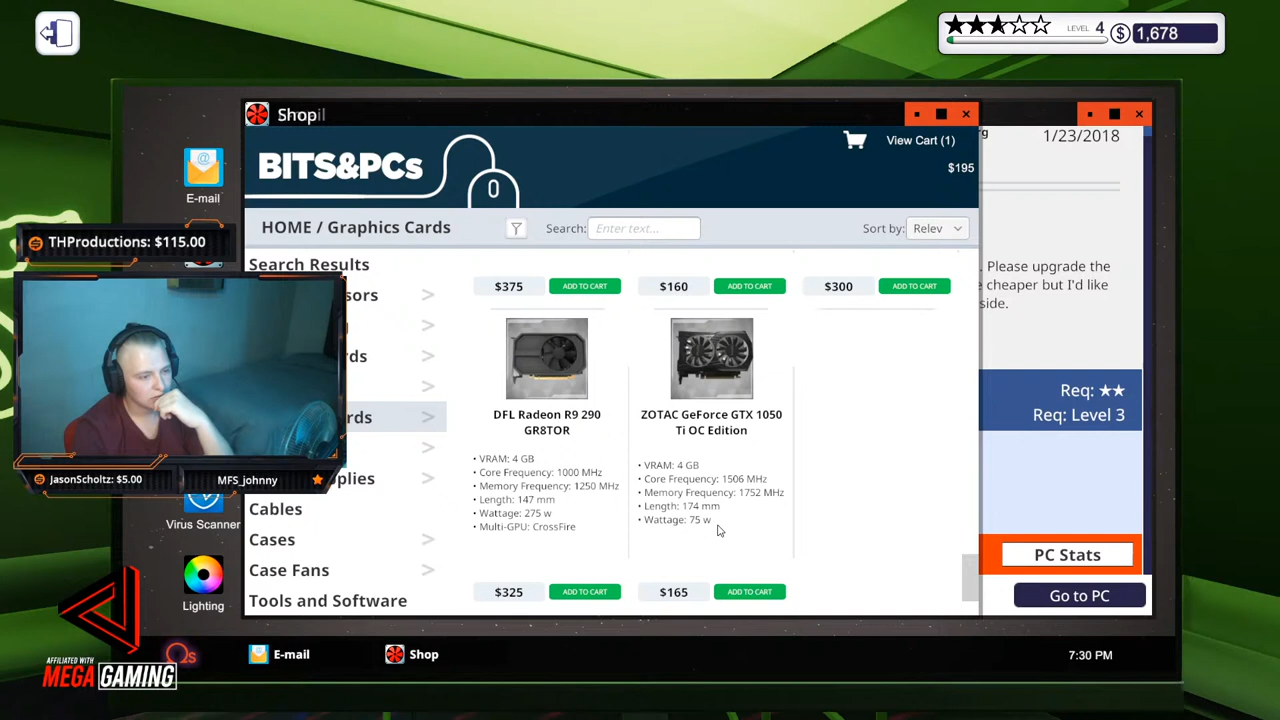 LEVEL 4
$ 1,678
Shop
1/23/2018
BITS&PCs
View Cart (1)
$195
E-mail
HOME / Graphics Cards
Search:
Enter text...
Sort by:
Relev
THProductions: $115.00
Search Results
. Please upgrade the
cheaper but I'd like
side.
$375
ADD TO CART
$160
ADD TO CART
$300
ADD TO CART
DFL Radeon R9 290
GR8TOR
• VRAM: 4 GB
• Core Frequency: 1000 MHz
• Memory Frequency: 1250 MHz
• Length: 147 mm
• Wattage: 275 w
• Multi-GPU: CrossFire
$325
ADD TO CART
ZOTAC GeForce GTX 1050
Ti OC Edition
• VRAM: 4 GB
• Core Frequency: 1506 MHz
• Memory Frequency: 1752 MHz
• Length: 174 mm
• Wattage: 75 w
$165
ADD TO CART
Req: ★★
Req: Level 3
JasonScholtz: $5.00
MFS_johnny
Cables
Virus Scanner
Cases
Case Fans
Tools and Software
PC Stats
Lighting
Go to PC
AFFILIATED WITH
MEGA GAMING
E-mail
Shop
7:30 PM